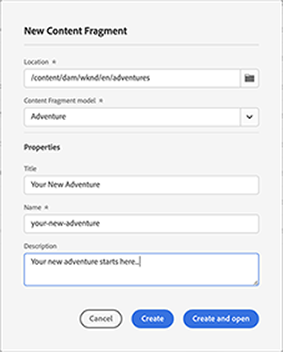 New Content Fragment
Location *
/content/dam/wknd/en/adventures
Content Fragment model *
Adventure
Properties
Title
Your New Adventure
Name *
your-new-adventure
Description
Your new adventure starts here...
Cancel Create Create and open